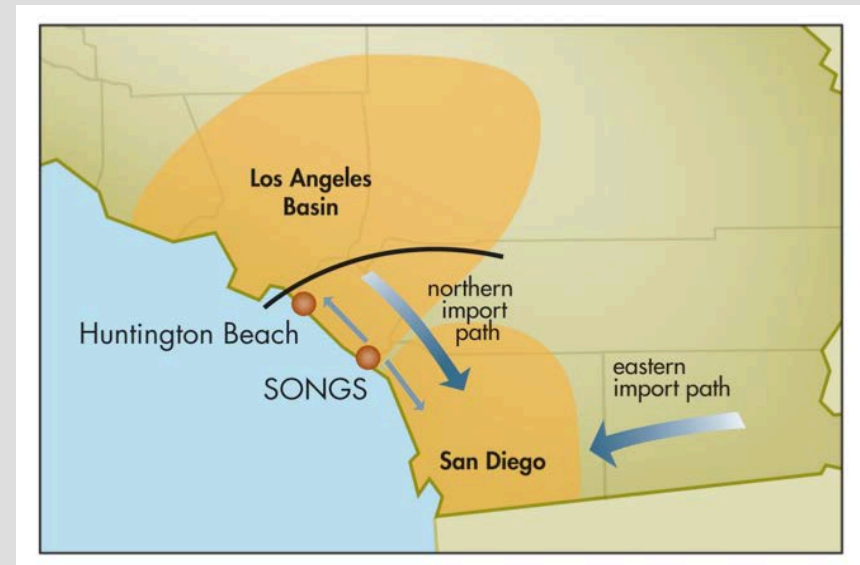 Los Angeles
Basin
northern
import
path
Huntington Beach
eastern
import path
SONGS
San Diego